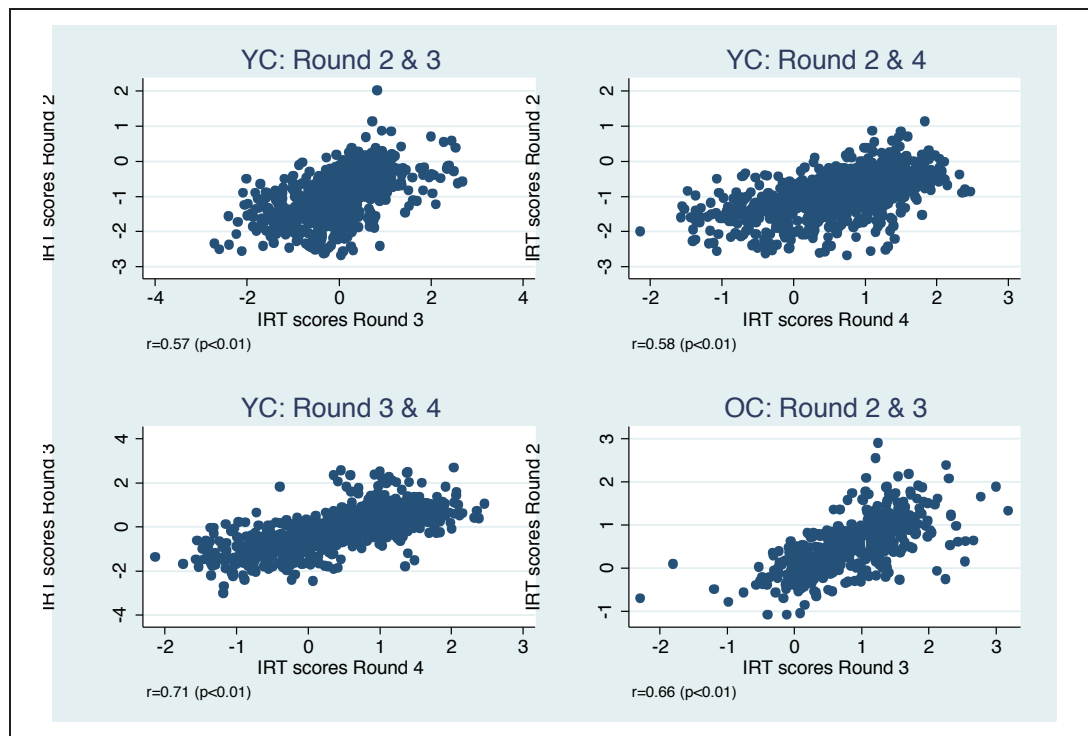 YC: Round 2 & 3
IRT scores Round 2
2
1
0
-1
-2
-3
-4
-2
0
2
4
IRT scores Round 3
r=0.57 (p<0.01)
YC: Round 2 & 4
IRT scores Round 2
2
1
0
-1
-2
-3
-2
-1
0
1
2
3
IRT scores Round 4
r=0.58 (p<0.01)
YC: Round 3 & 4
IRT scores Round 3
4
2
0
-2
-4
-2
-1
0
1
2
3
IRT scores Round 4
r=0.71 (p<0.01)
OC: Round 2 & 3
IRT scores Round 2
3
2
1
0
-1
-2
-1
0
1
2
3
IRT scores Round 3
r=0.66 (p<0.01)